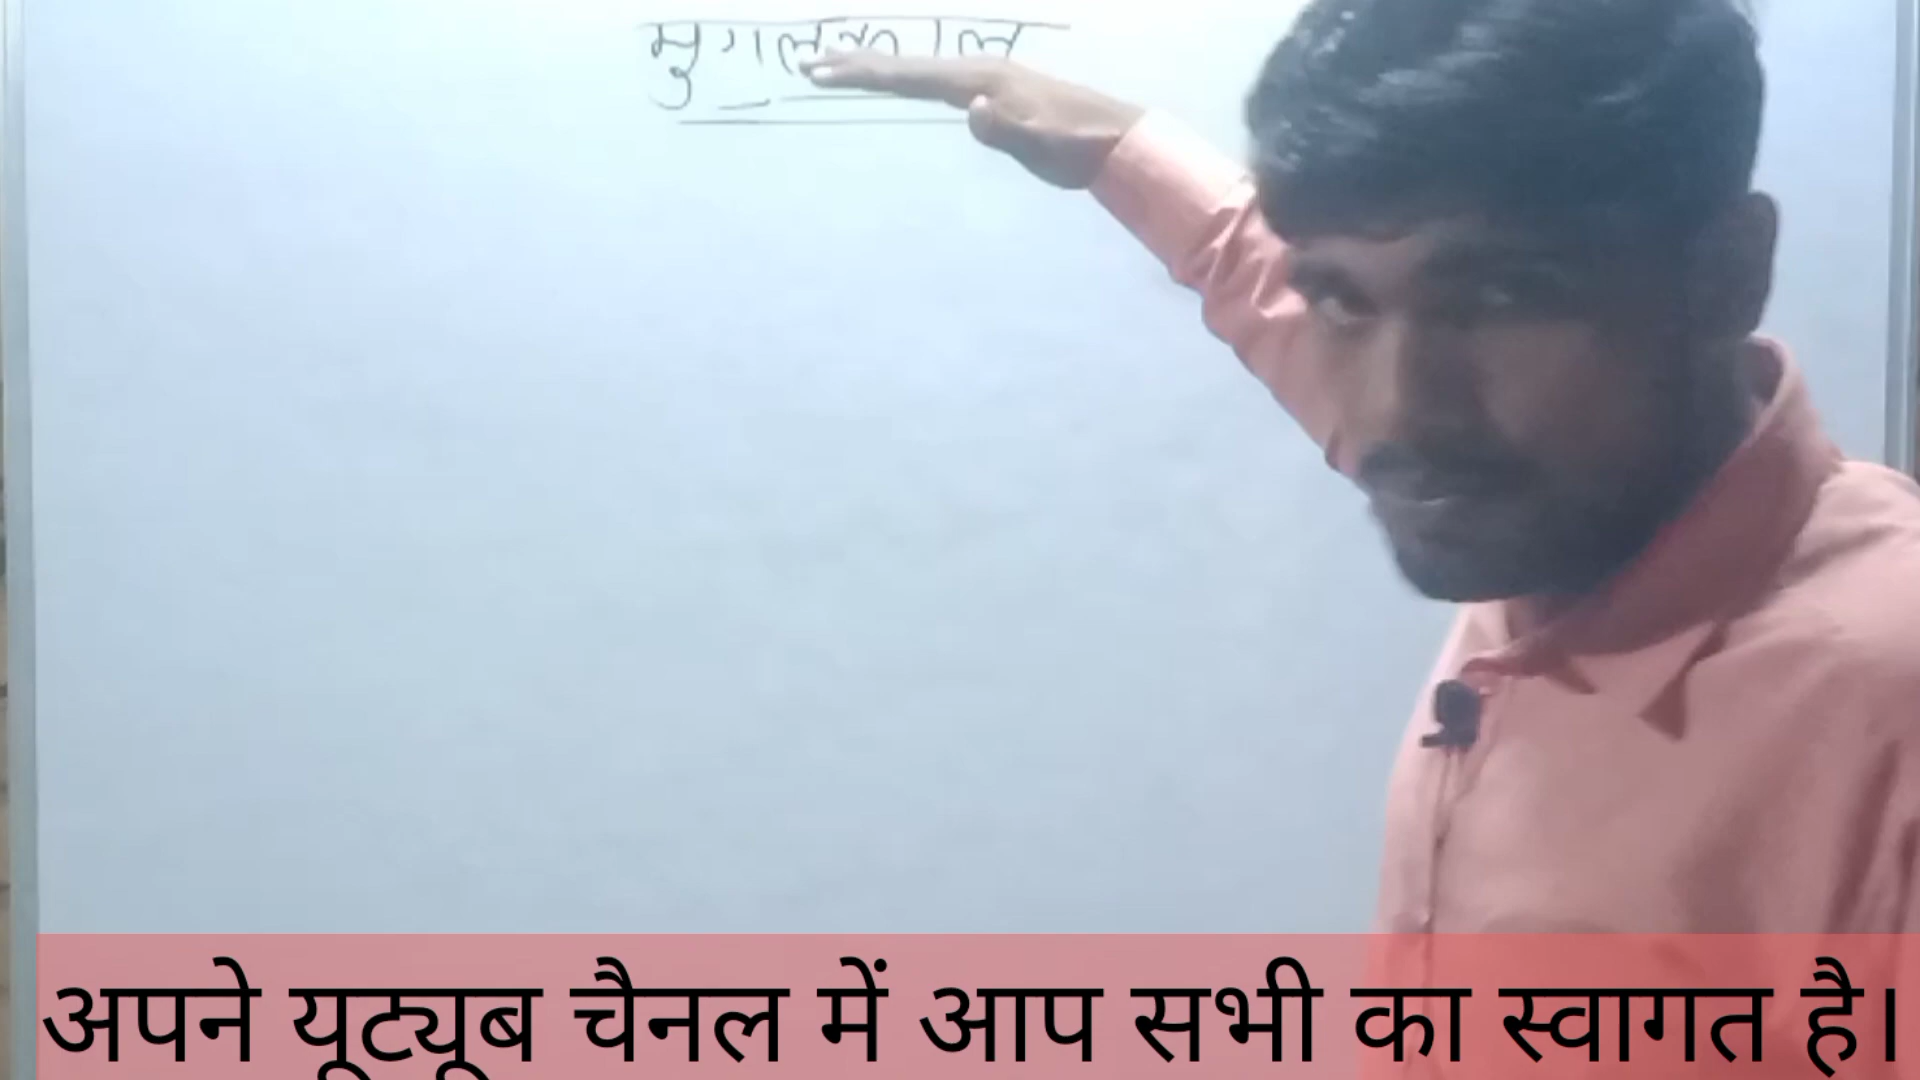 मुगलकाल
अपने यूट्यूब चैनल में आप सभी का स्वागत है।